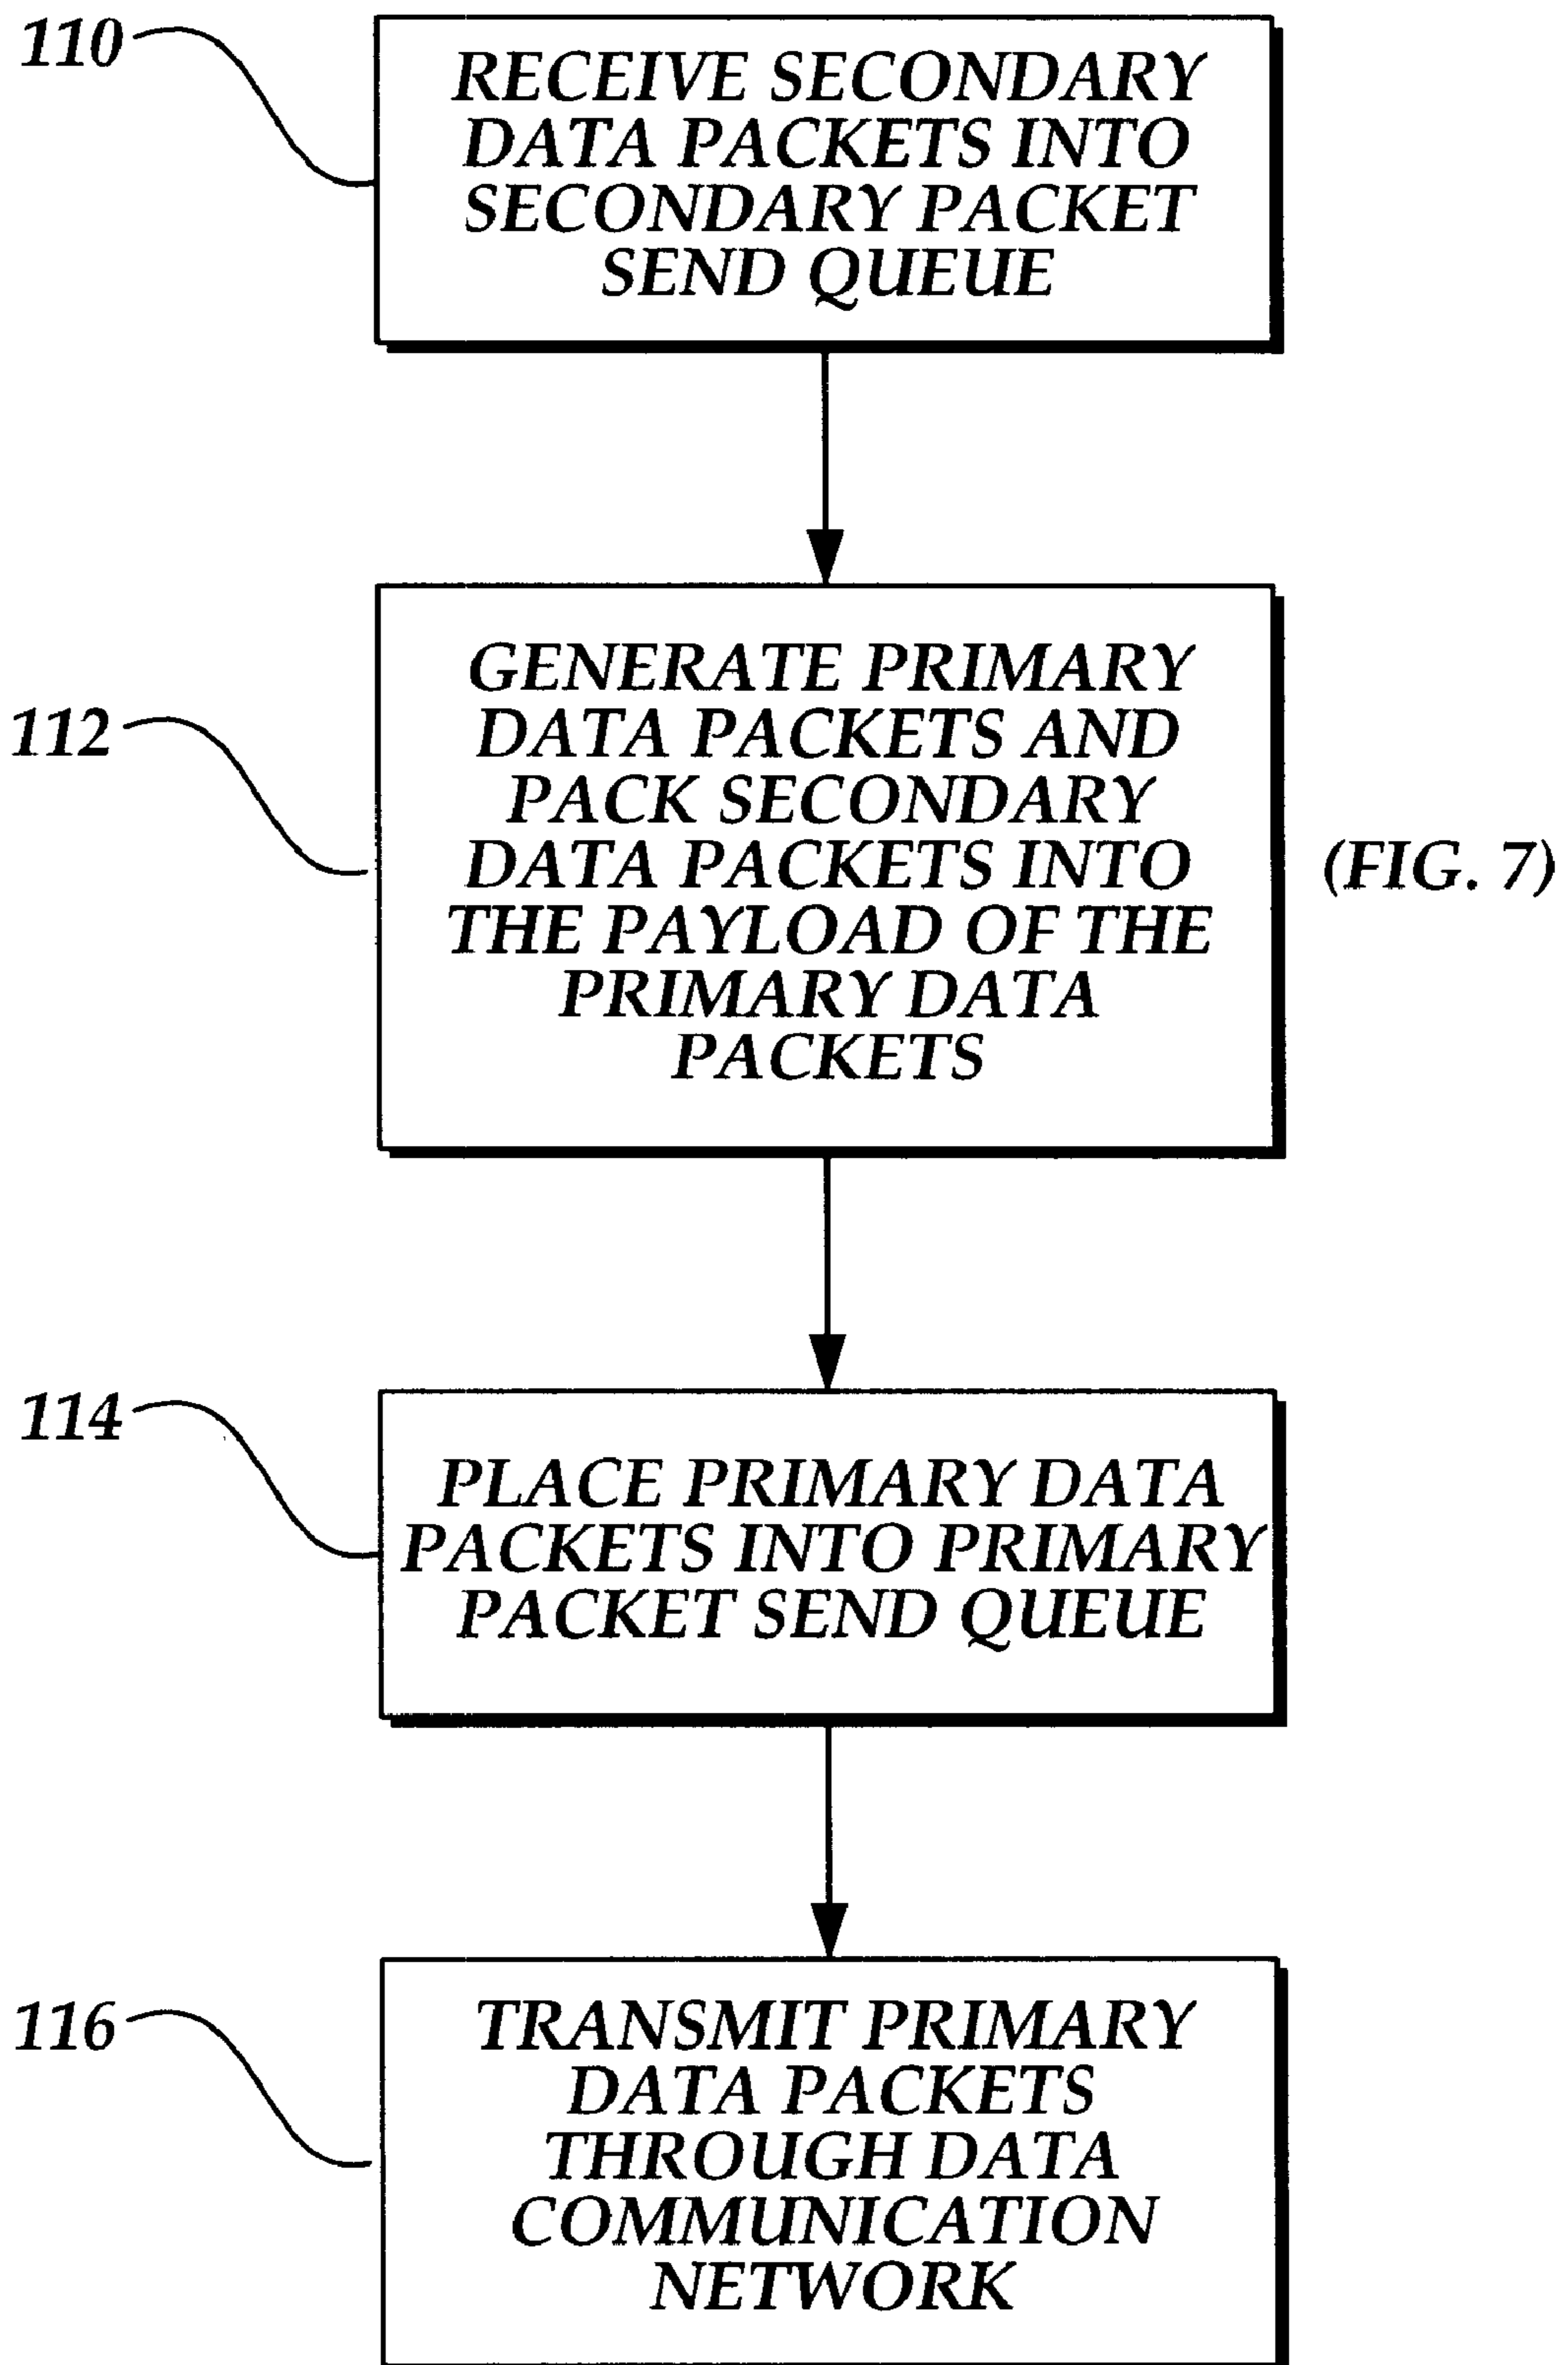 110
RECEIVE SECONDARY
DATA PACKETS INTO
SECONDARY PACKET
SEND QUEUE
112
GENERATE PRIMARY
DATA PACKETS AND
PACK SECONDARY
DATA PACKETS INTO
THE PAYLOAD OF THE
PRIMARY DATA
PACKETS
(FIG. 7)
114
PLACE PRIMARY DATA
PACKETS INTO PRIMARY
PACKET SEND QUEUE
116
TRANSMIT PRIMARY
DATA PACKETS
THROUGH DATA
COMMUNICATION
NETWORK